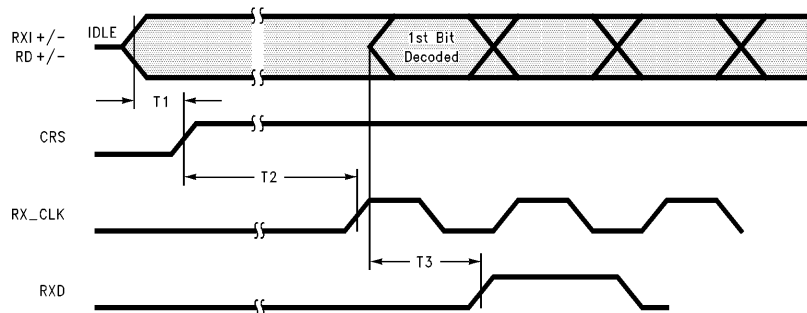 RXI +/-
RD +/-
IDLE
1st Bit
Decoded
T1
CRS
T2
RX_CLK
T3
RXD